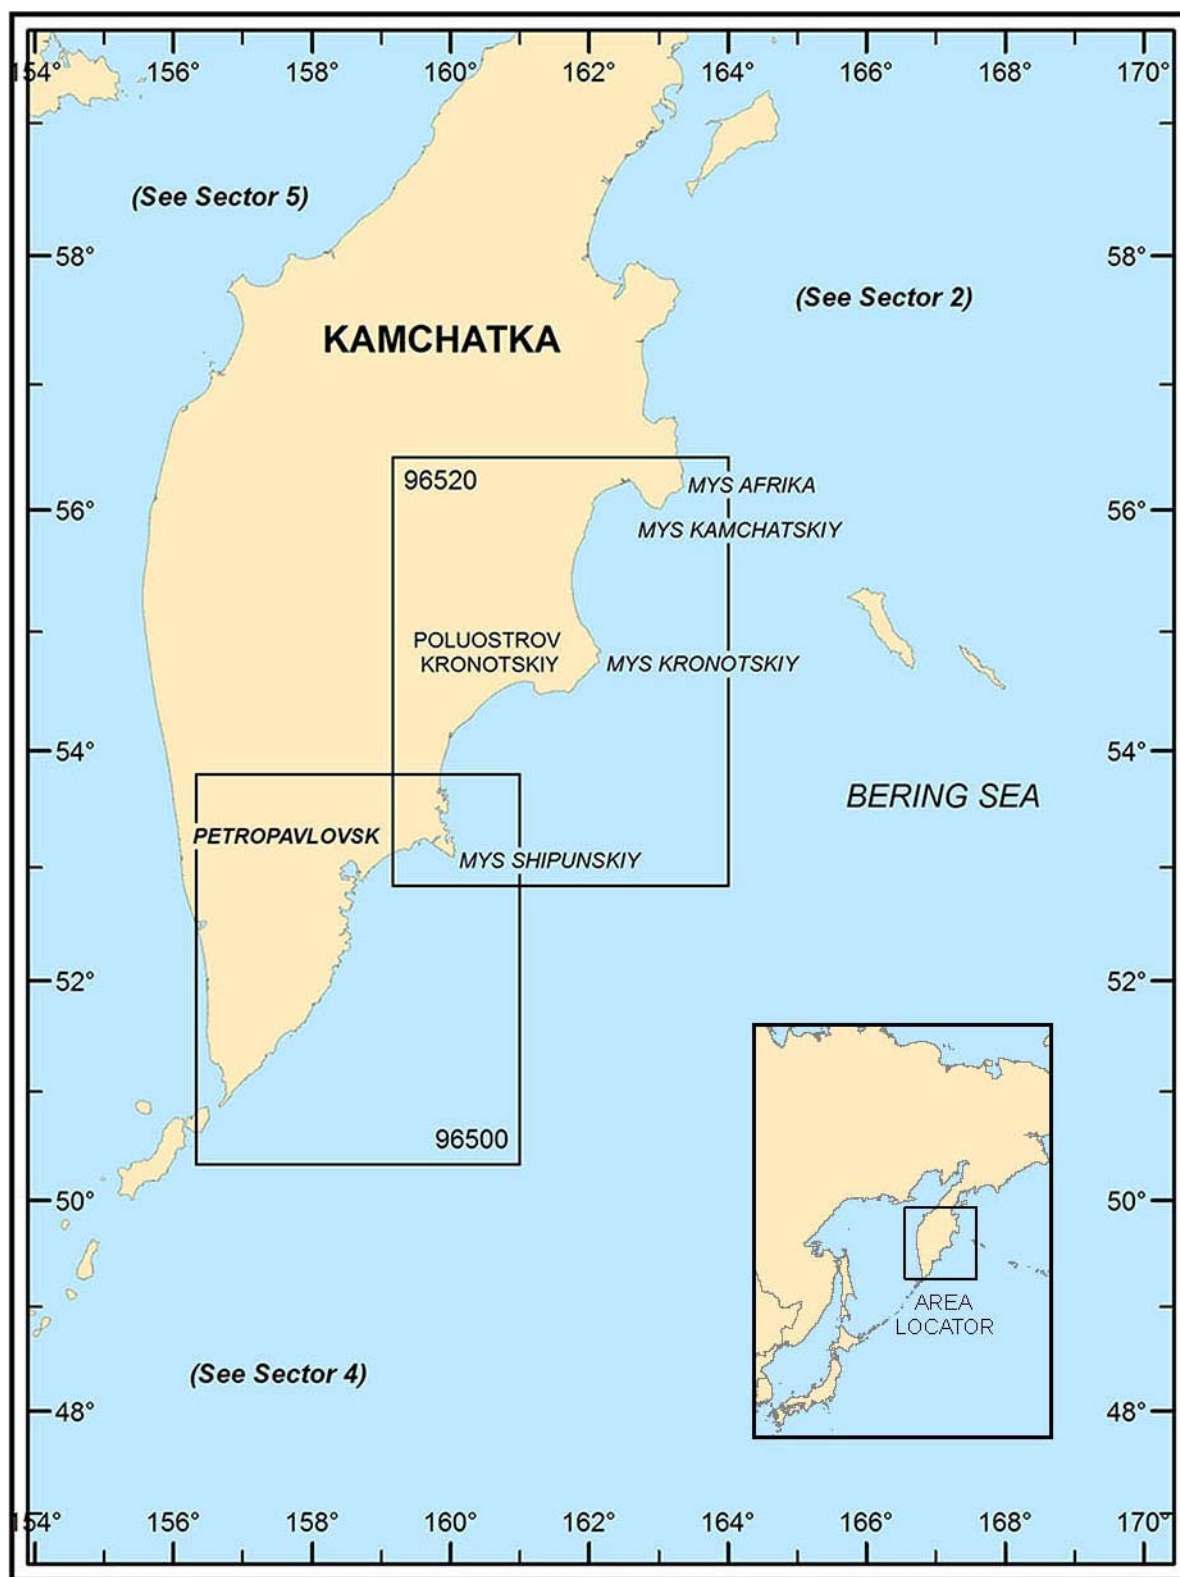 154° 156° 158° 160° 162° 164° 166° 168° 170°
(See Sector 5)
58° 58°
(See Sector 2)
KAMCHATKA
96520
MYS AFRIKA
56° 56°
MYS KAMCHATSKIY
POLUOSTROV
KRONOTSKIY
MYS KRONOTSKIY
54° 54°
BERING SEA
PETROPAVLOVSK
MYS SHIPUNSKIY
52° 52°
96500
50° 50°
AREA
LOCATOR
(See Sector 4)
48° 48°
154° 156° 158° 160° 162° 164° 166° 168° 170°